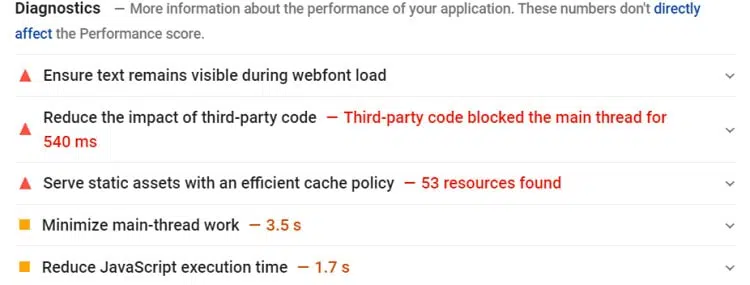 Diagnostics — More information about the performance of your application. These numbers don't directly
affect the Performance score.
Ensure text remains visible during webfont load
Reduce the impact of third-party code — Third-party code blocked the main thread for
540 ms
Serve static assets with an efficient cache policy — 53 resources found
Minimize main-thread work — 3.5 s
Reduce JavaScript execution time — 1.7 s